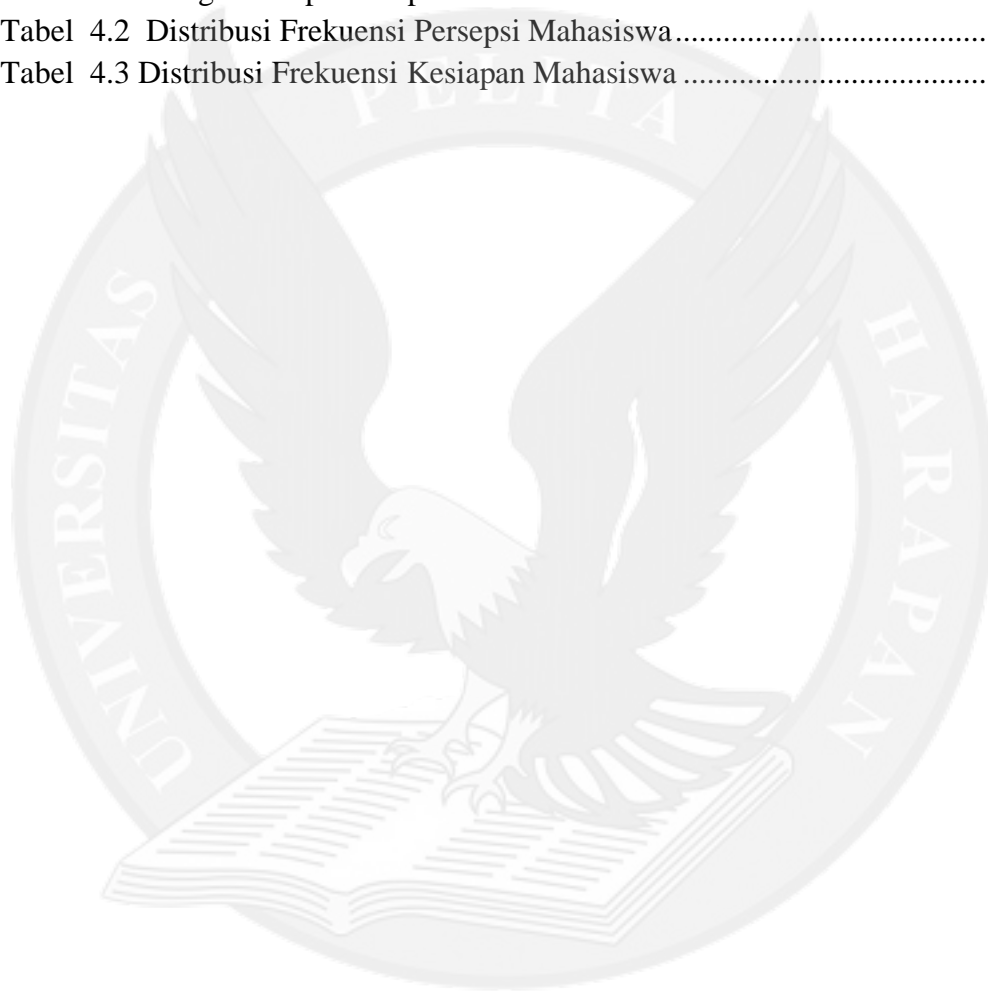 Tabel 4.2 Distribusi Frekuensi Persepsi Mahasiswa.......................................
Tabel 4.3 Distribusi Frekuensi Kesiapan Mahasiswa ......................................
UNIVERSITAS PELITA HARAPAN